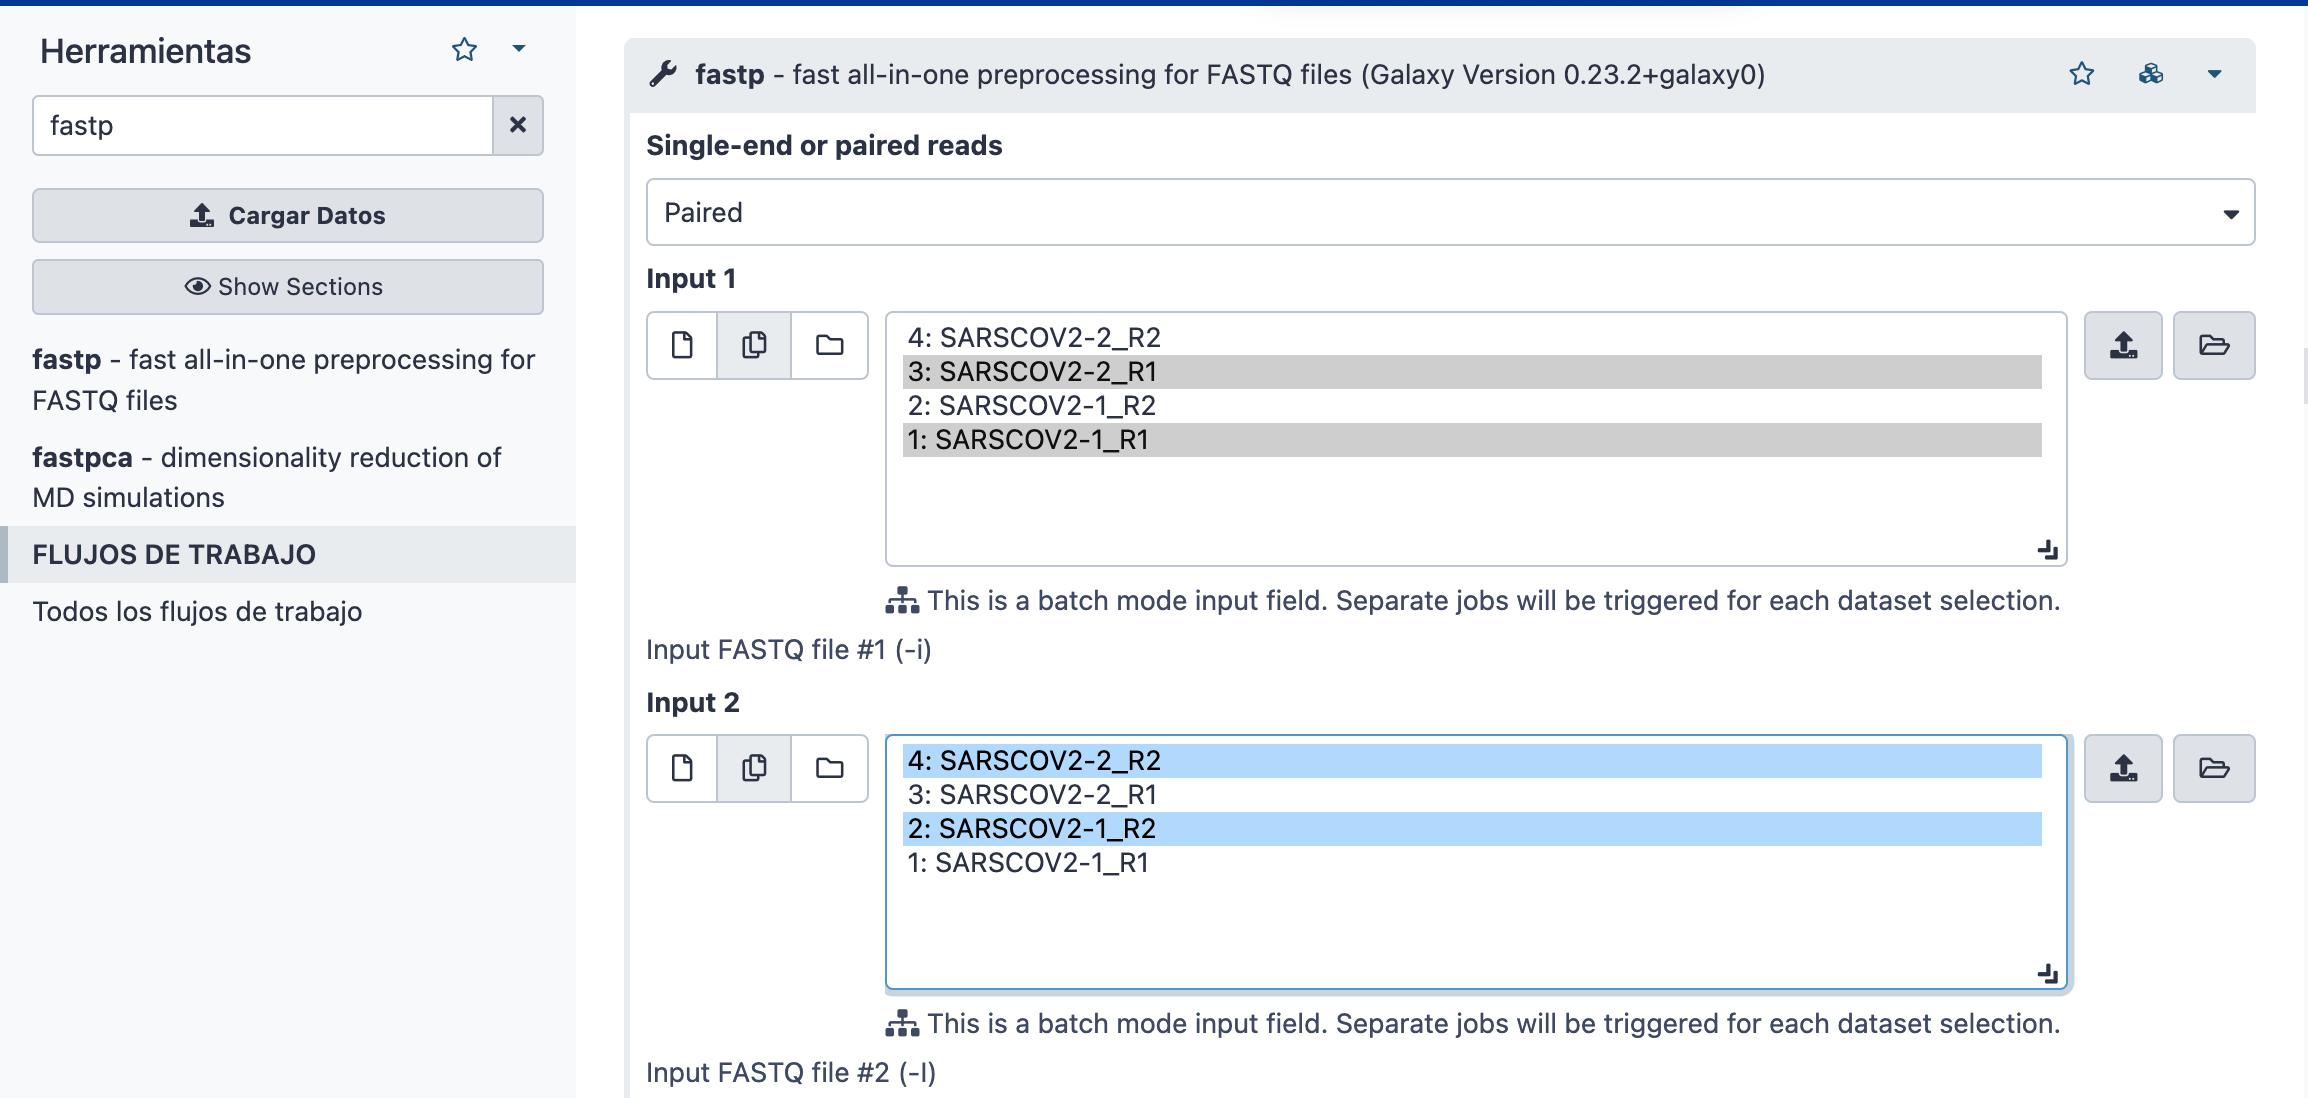 Herramientas
fastp
Cargar Datos
Show Sections
fastp - fast all-in-one preprocessing for
FASTQ files
fastpca - dimensionality reduction of
MD simulations
FLUJOS DE TRABAJO
Todos los flujos de trabajo
fastp - fast all-in-one preprocessing for FASTQ files (Galaxy Version 0.23.2+galaxy0)
Single-end or paired reads
Paired
Input 1
4: SARSCOV2-2_R2
3: SARSCOV2-2_R1
2: SARSCOV2-1_R2
1: SARSCOV2-1_R1
This is a batch mode input field. Separate jobs will be triggered for each dataset selection.
Input FASTQ file #1 (-i)
Input 2
4: SARSCOV2-2_R2
3: SARSCOV2-2_R1
2: SARSCOV2-1_R2
1: SARSCOV2-1_R1
This is a batch mode input field. Separate jobs will be triggered for each dataset selection.
Input FASTQ file #2 (-I)